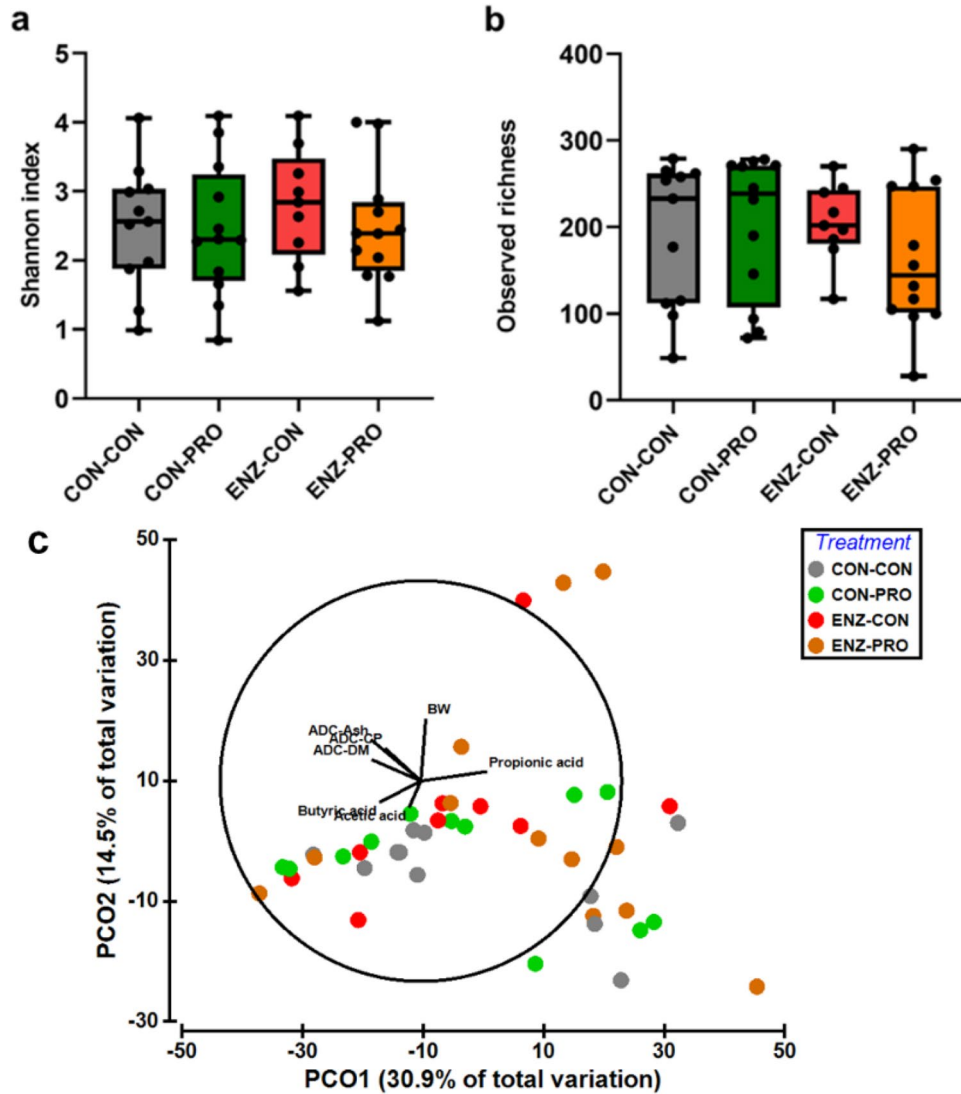 a
Shannon index
5
4
3
2
1
0
CON-CON
CON-PRO
ENZ-CON
ENZ-PRO
b
Observed richness
400
300
200
100
0
CON-CON
CON-PRO
ENZ-CON
ENZ-PRO
c
PCO2 (14.5% of total variation)
50
30
10
-10
-30
BW
ADC-Ash
ADC-CP
ADC-DM
Propionic acid
Butyric acid
Acetic acid
Treatment
CON-CON
CON-PRO
ENZ-CON
ENZ-PRO
-50
-30
-10
10
30
50
PCO1 (30.9% of total variation)